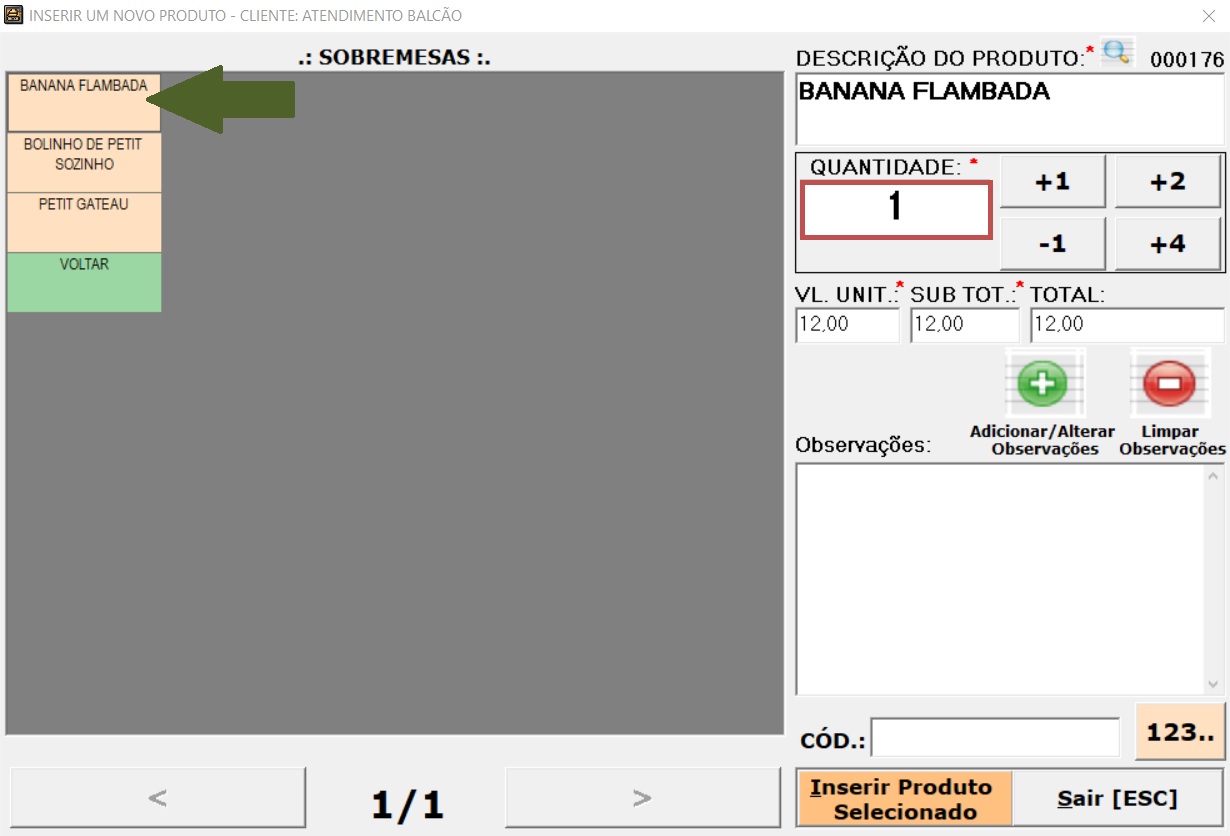 INSERIR UM NOVO PRODUTO - CLIENTE: ATENDIMENTO BALCÃO
.: SOBREMESAS :.
BANANA FLAMBADA
BOLINHO DE PETIT
SOZINHO
PETIT GATEAU
VOLTAR
<
1/1
>
DESCRIÇÃO DO PRODUTO:* 000176
BANANA FLAMBADA
QUANTIDADE: *
1
+1 +2
-1 +4
VL. UNIT.:* SUB TOT.:* TOTAL:
12,00 12,00 12,00
Observações:
Adicionar/Alterar
Observações
Limpar
Observações
CÓD.:
123..
Inserir Produto
Selecionado
Sair [ESC]